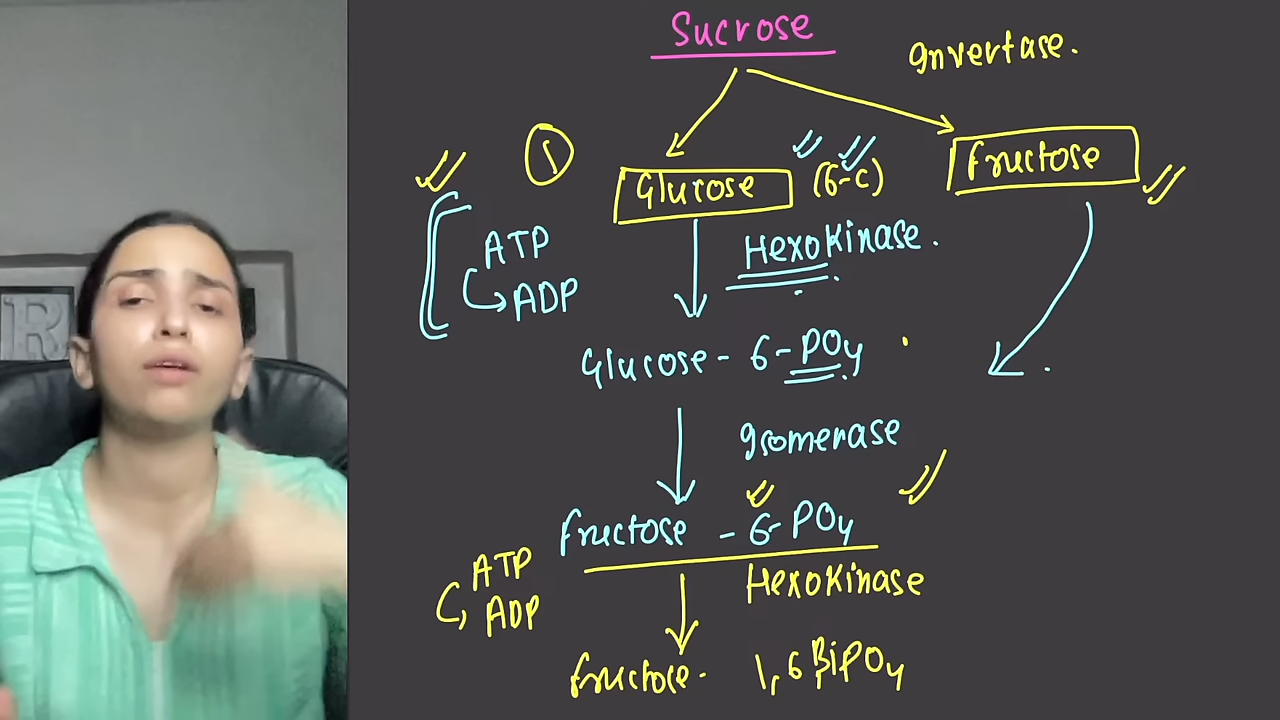 Sucrose
Invertase.
1
Glucose (6-C)
Fructose
ATP
ADP
Hexokinase.
Glucose-6-PO4
Isomerase
Fructose-6-PO4
ATP
ADP
Hexokinase
Fructose- 1,6 BiPO4
R